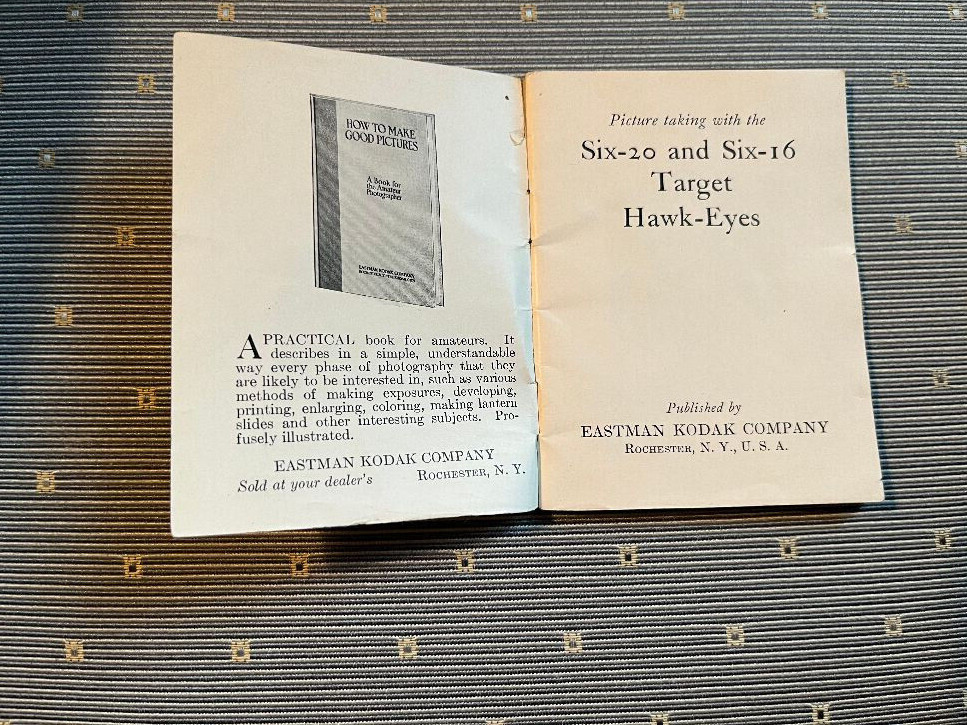 HOW TO MAKE
GOOD PICTURES
A Book for
the Amateur
Photographer
EASTMAN KODAK COMPANY
A PRACTICAL book for amateurs. It
describes in a simple, understandable
way every phase of photography that they
are likely to be interested in, such as various
methods of making exposures, developing,
printing, enlarging, coloring, making lantern
slides and other interesting subjects. Pro-
fusely illustrated.
EASTMAN KODAK COMPANY
Sold at your dealer's ROCHESTER, N. Y.
Picture taking with the
Six-20 and Six-16
Target
Hawk-Eyes
Published by
EASTMAN KODAK COMPANY
ROCHESTER, N. Y., U. S. A.